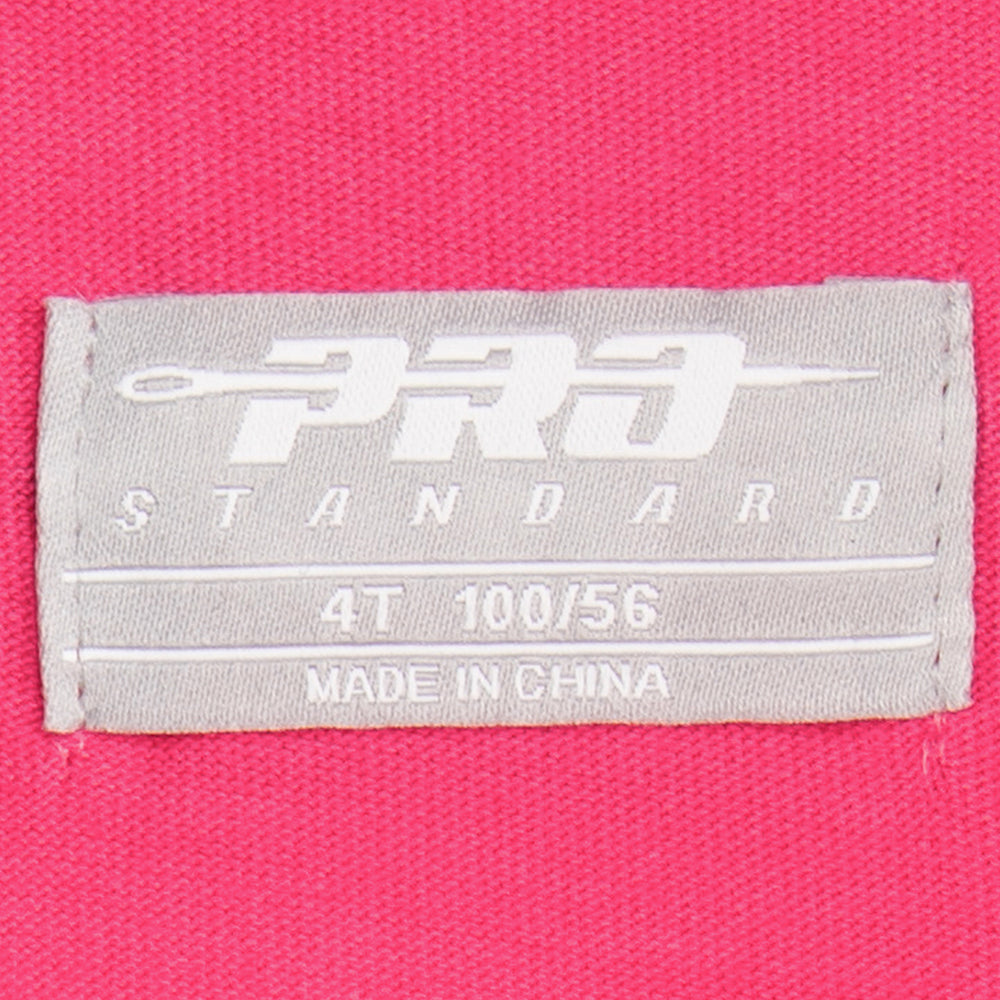 PRO
STANDARD
4T 100/56
MADE IN CHINA